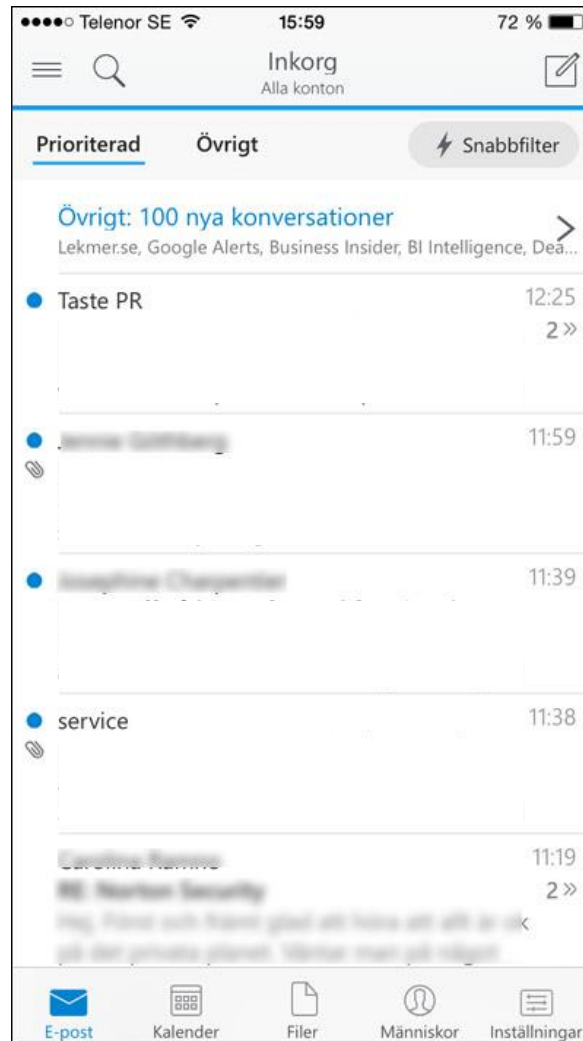 Telenor SE 15:59 72 %
Inkorg
Alla konton
Prioriterad Övrigt Snabbfilter
Övrigt: 100 nya konversationer
Lekmer.se, Google Alerts, Business Insider, BI Intelligence, Dea...
Taste PR 12:25
2 »
11:59
11:39
service 11:38
11:19
2 »
E-post Kalender Filer Människor Inställningar